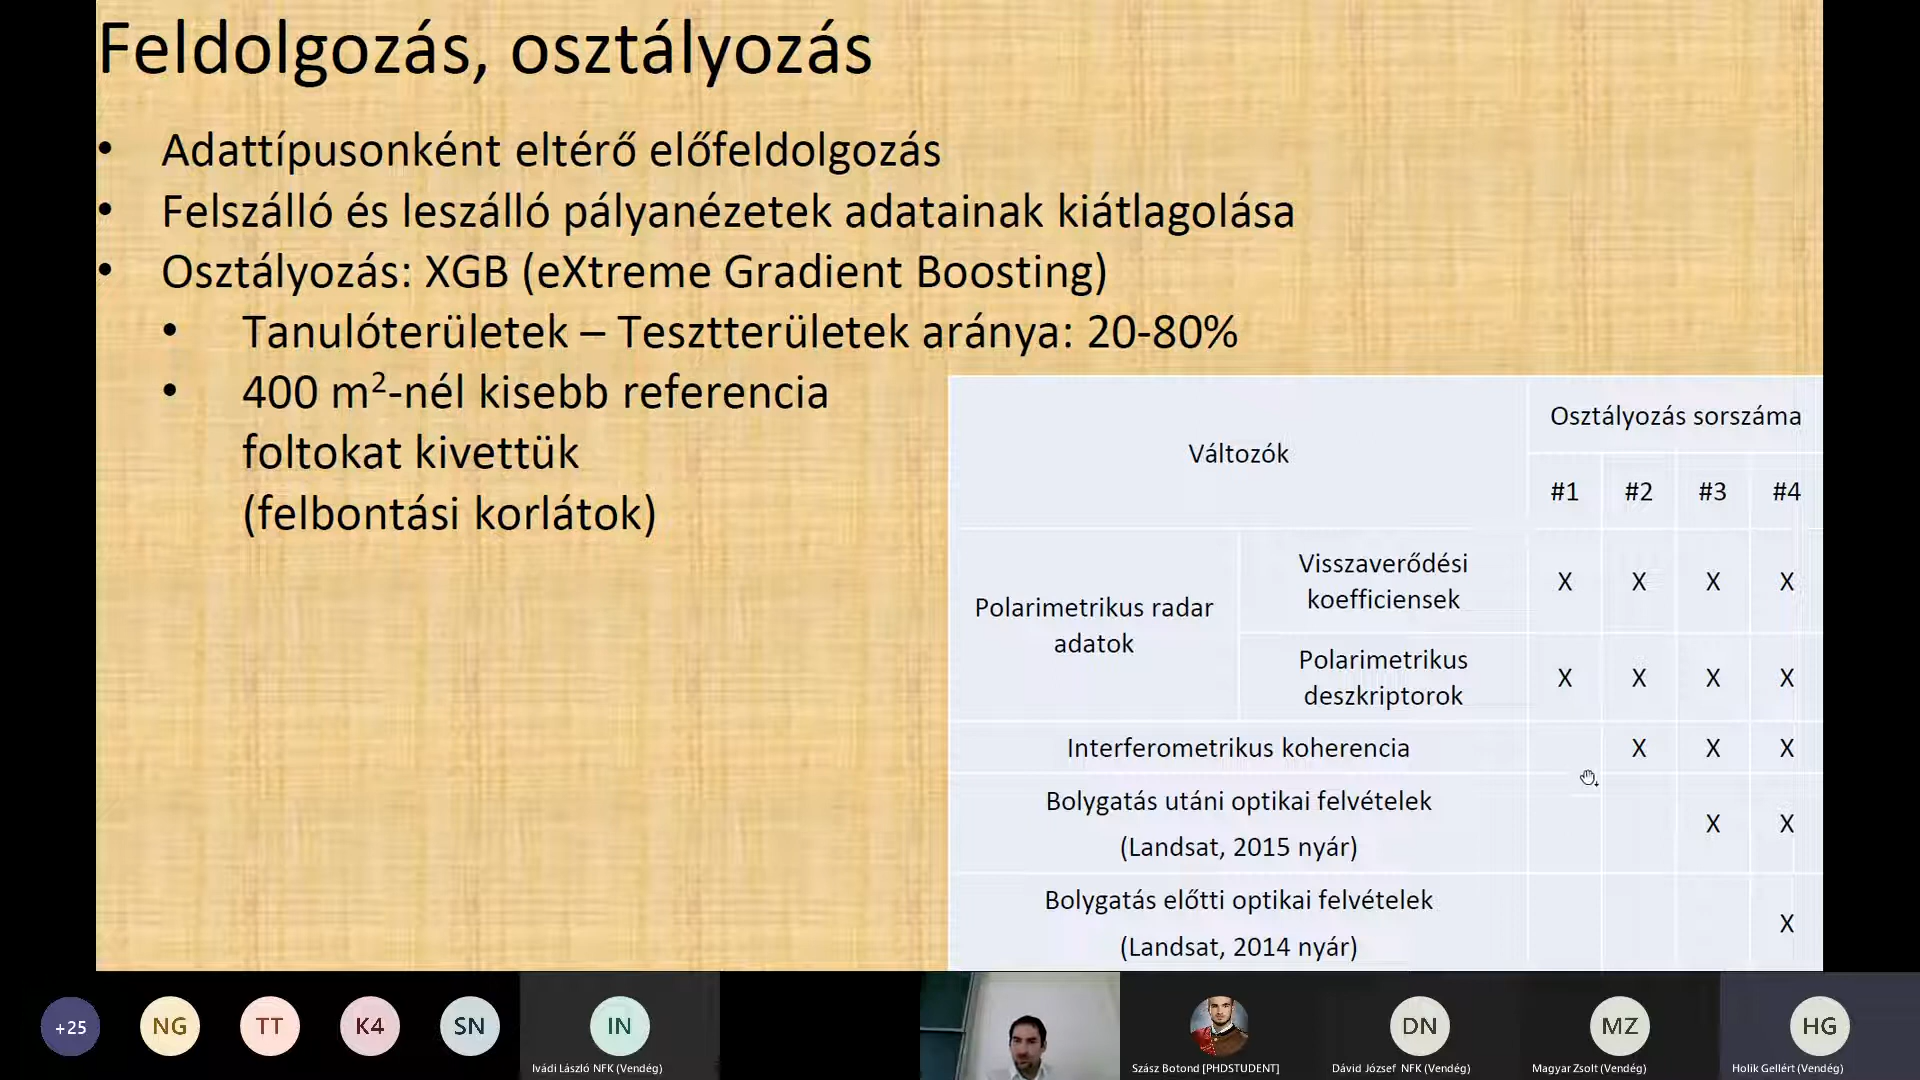 Feldolgozás, osztályozás
• Adattípusonként eltérő előfeldolgozás
• Felszálló és leszálló pályanézetek adatainak kiátlagolása
• Osztályozás: XGB (eXtreme Gradient Boosting)
• Tanulóterületek – Tesztterületek aránya: 20-80%
• 400 m²-nél kisebb referencia
foltokat kivettük
(felbontási korlátok)
Változók
Osztályozás sorszáma
#1 #2 #3 #4
Polarimetrikus radar
adatok
Visszaverődési
koefficiensek
X X X X
Polarimetrikus
deszkriptorok
X X X X
Interferometrikus koherencia
X X X
Bolygatás utáni optikai felvételek
(Landsat, 2015 nyár)
X X
Bolygatás előtti optikai felvételek
(Landsat, 2014 nyár)
X
+25
NG
TT
K4
SN
IN
Ivádi László NFK (Vendég)
Szász Botond [PHDSTUDENT]
DN
Dávid József NFK (Vendég)
MZ
Magyar Zsolt (Vendég)
HG
Holik Gellért (Vendég)